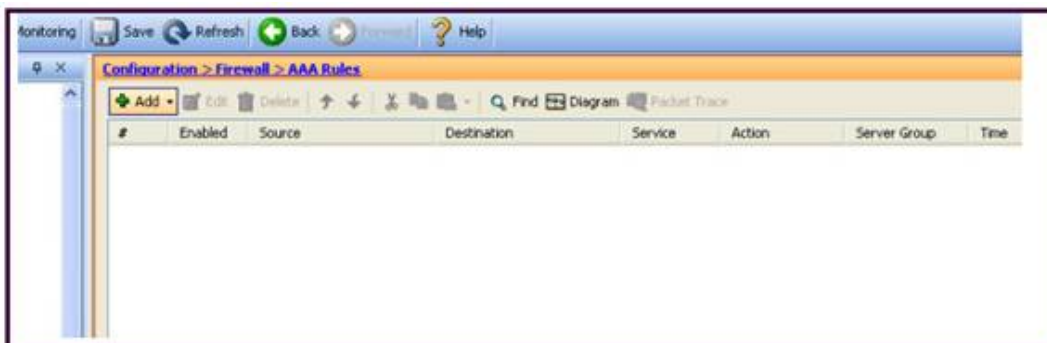 Monitoring Save Refresh Back Forward Help
Configuration > Firewall > AAA Rules
Add Edit Delete Find Diagram Packet Trace
# Enabled Source Destination Service Action Server Group Time